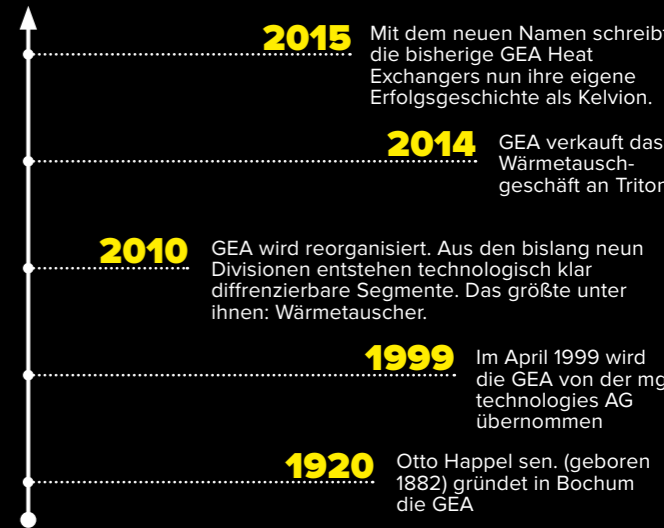 2015
Mit dem neuen Namen schreibt
die bisherige GEA Heat
Exchangers nun ihre eigene
Erfolgsgeschichte als Kelvion.
2014
GEA verkauft das
Wärmetausch-
geschäft an Triton
2010
GEA wird reorganisiert. Aus den bislang neun
Divisionen entstehen technologisch klar
diffrenzierbare Segmente. Das größte unter
ihnen: Wärmetauscher.
1999
Im April 1999 wird
die GEA von der mg
technologies AG
übernommen
1920
Otto Happel sen. (geboren
1882) gründet in Bochum
die GEA